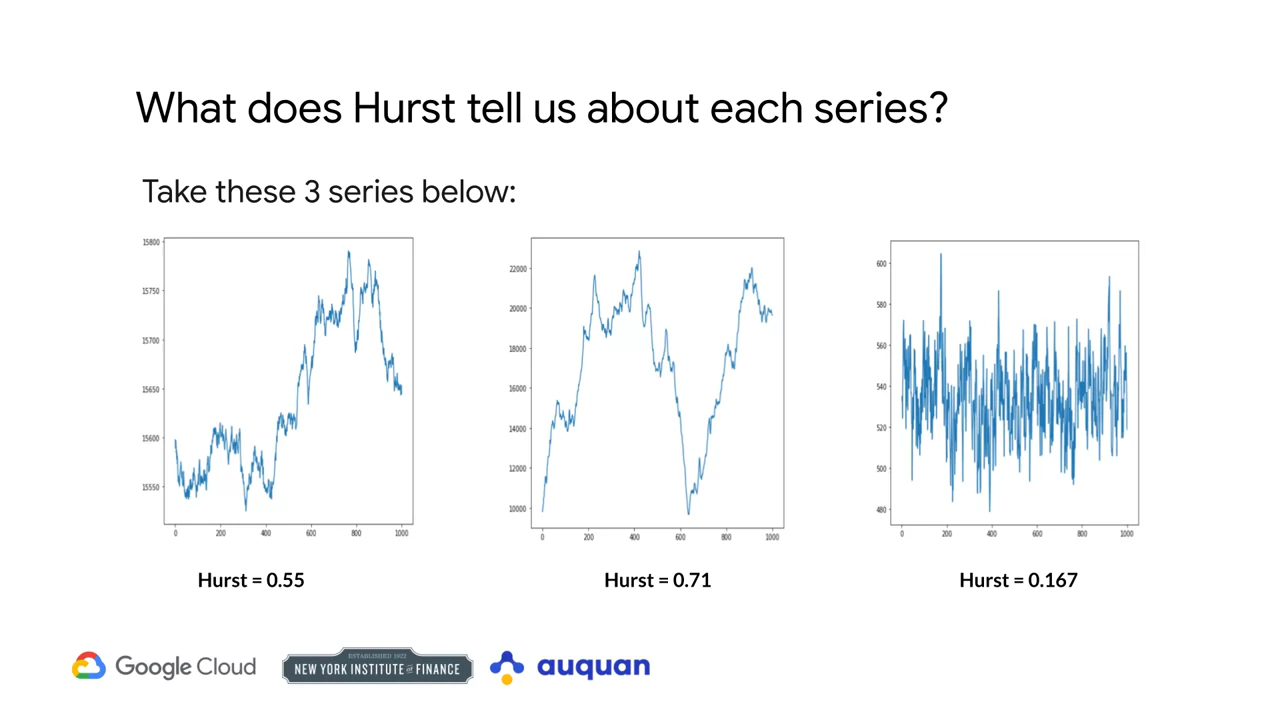 What does Hurst tell us about each series?
Take these 3 series below:
15800
15750
15700
15650
15600
15550
0 200 400 600 800 1000
22000
20000
18000
16000
14000
12000
10000
0 200 400 600 800 1000
600
580
560
540
520
500
480
0 200 400 600 800 1000
Hurst = 0.55
Hurst = 0.71
Hurst = 0.167
Google Cloud
ESTABLISHED 1922
NEW YORK INSTITUTE OF FINANCE
auquan